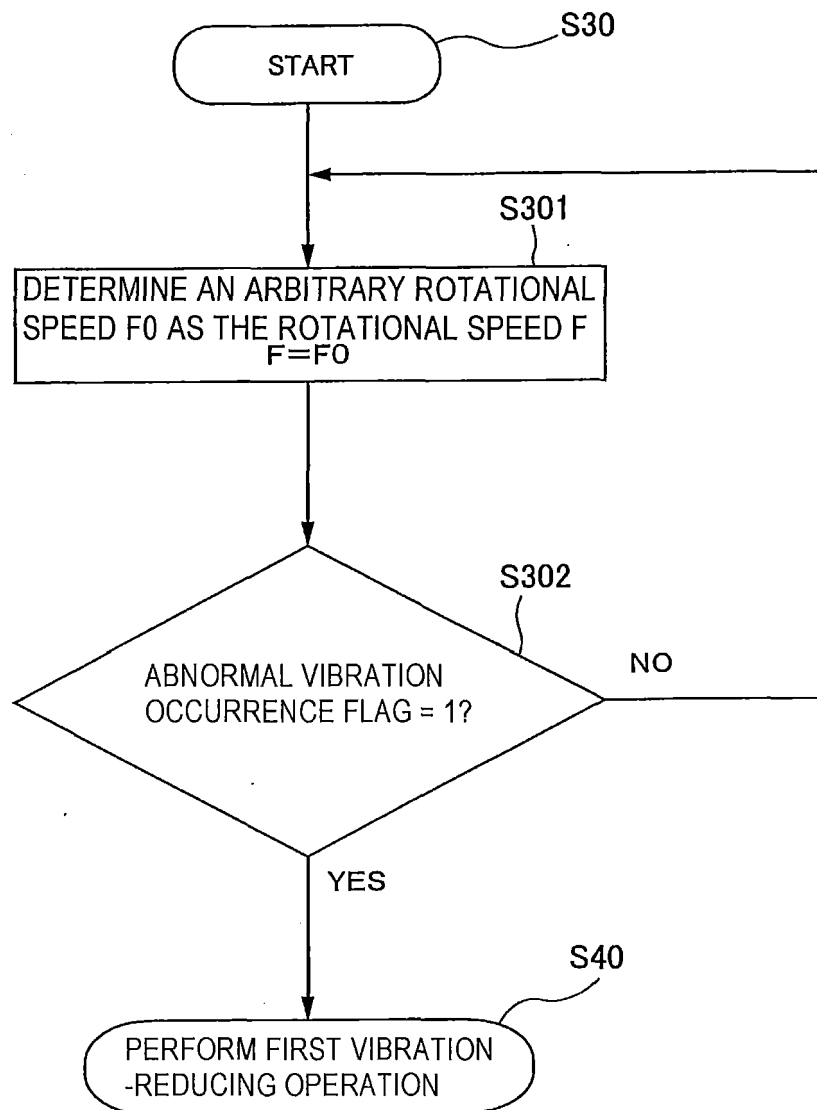 S30
START
S301
DETERMINE AN ARBITRARY ROTATIONAL
SPEED F0 AS THE ROTATIONAL SPEED F
F=F0
S302
ABNORMAL VIBRATION
OCCURRENCE FLAG = 1?
NO
YES
S40
PERFORM FIRST VIBRATION
-REDUCING OPERATION